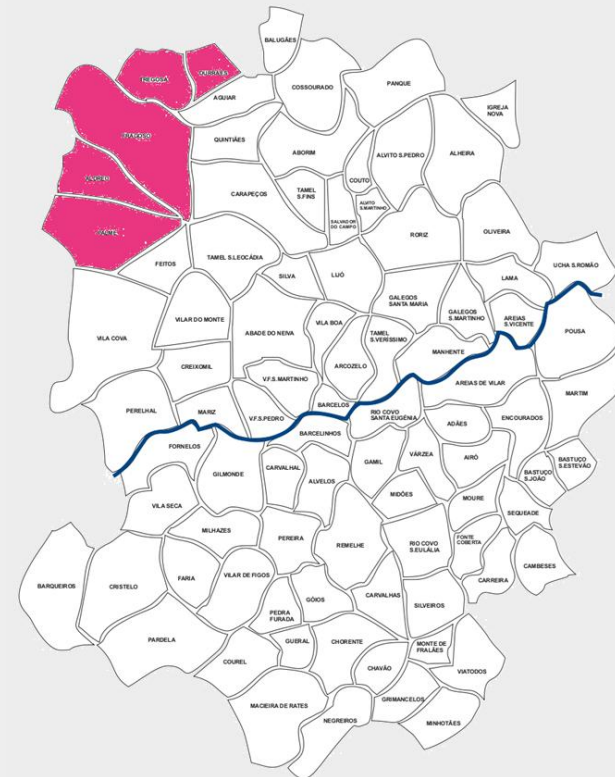 BALUGÃES
DURRÃES
TREGOSA
COSSOURADO
PANQUE
AGUIAR
IGREJA
NOVA
FRAGOSO
QUINTIÃES
ABORIM
ALVITO S.PEDRO
ALHEIRA
ALDREU
COUTO
CARAPEÇOS
TAMEL
S.FINS
ALVITO
S.MARTINHO
SALVADOR
DO CAMPO
PALME
RORIZ
OLIVEIRA
FEITOS
TAMEL S.LEOCÁDIA
SILVA
LIJÓ
LAMA
UCHA S.ROMÃO
GALEGOS
SANTA MARIA
GALEGOS
S.MARTINHO
AREIAS
S.VICENTE
VILA COVA
VILAR DO MONTE
ABADE DO NEIVA
VILA BOA
TAMEL
S.VERÍSSIMO
POUSA
ARCOZELO
MANHENTE
CREIXOMIL
V.F.S.MARTINHO
AREIAS DE VILAR
MARTIM
PERELHAL
MARIZ
V.F.S.PEDRO
BARCELOS
RIO COVO
SANTA EUGÉNIA
ENCOURADOS
BARCELINHOS
ADÃES
FORNELOS
GILMONDE
CARVALHAL
ALVELOS
GAMIL
VÁRZEA
AIRÓ
BASTUÇO
S.JOÃO
BASTUÇO
S.ESTEVÃO
VILA SECA
MIDÕES
MOURE
SEQUEADE
MILHAZES
PEREIRA
REMELHE
RIO COVO
S.EULÁLIA
FONTE
COBERTA
CAMBESES
BARQUEIROS
CRISTELO
FARIA
VILAR DE FIGOS
CARREIRA
GÓIOS
CARVALHAS
SILVEIROS
PEDRA
FURADA
PARDELA
COUREL
GUERAL
CHORENTE
MONTE DE
FRALÃES
CHAVÃO
VIATODOS
MACIEIRA DE RATES
NEGREIROS
GRIMANCELOS
MINHOTÃES